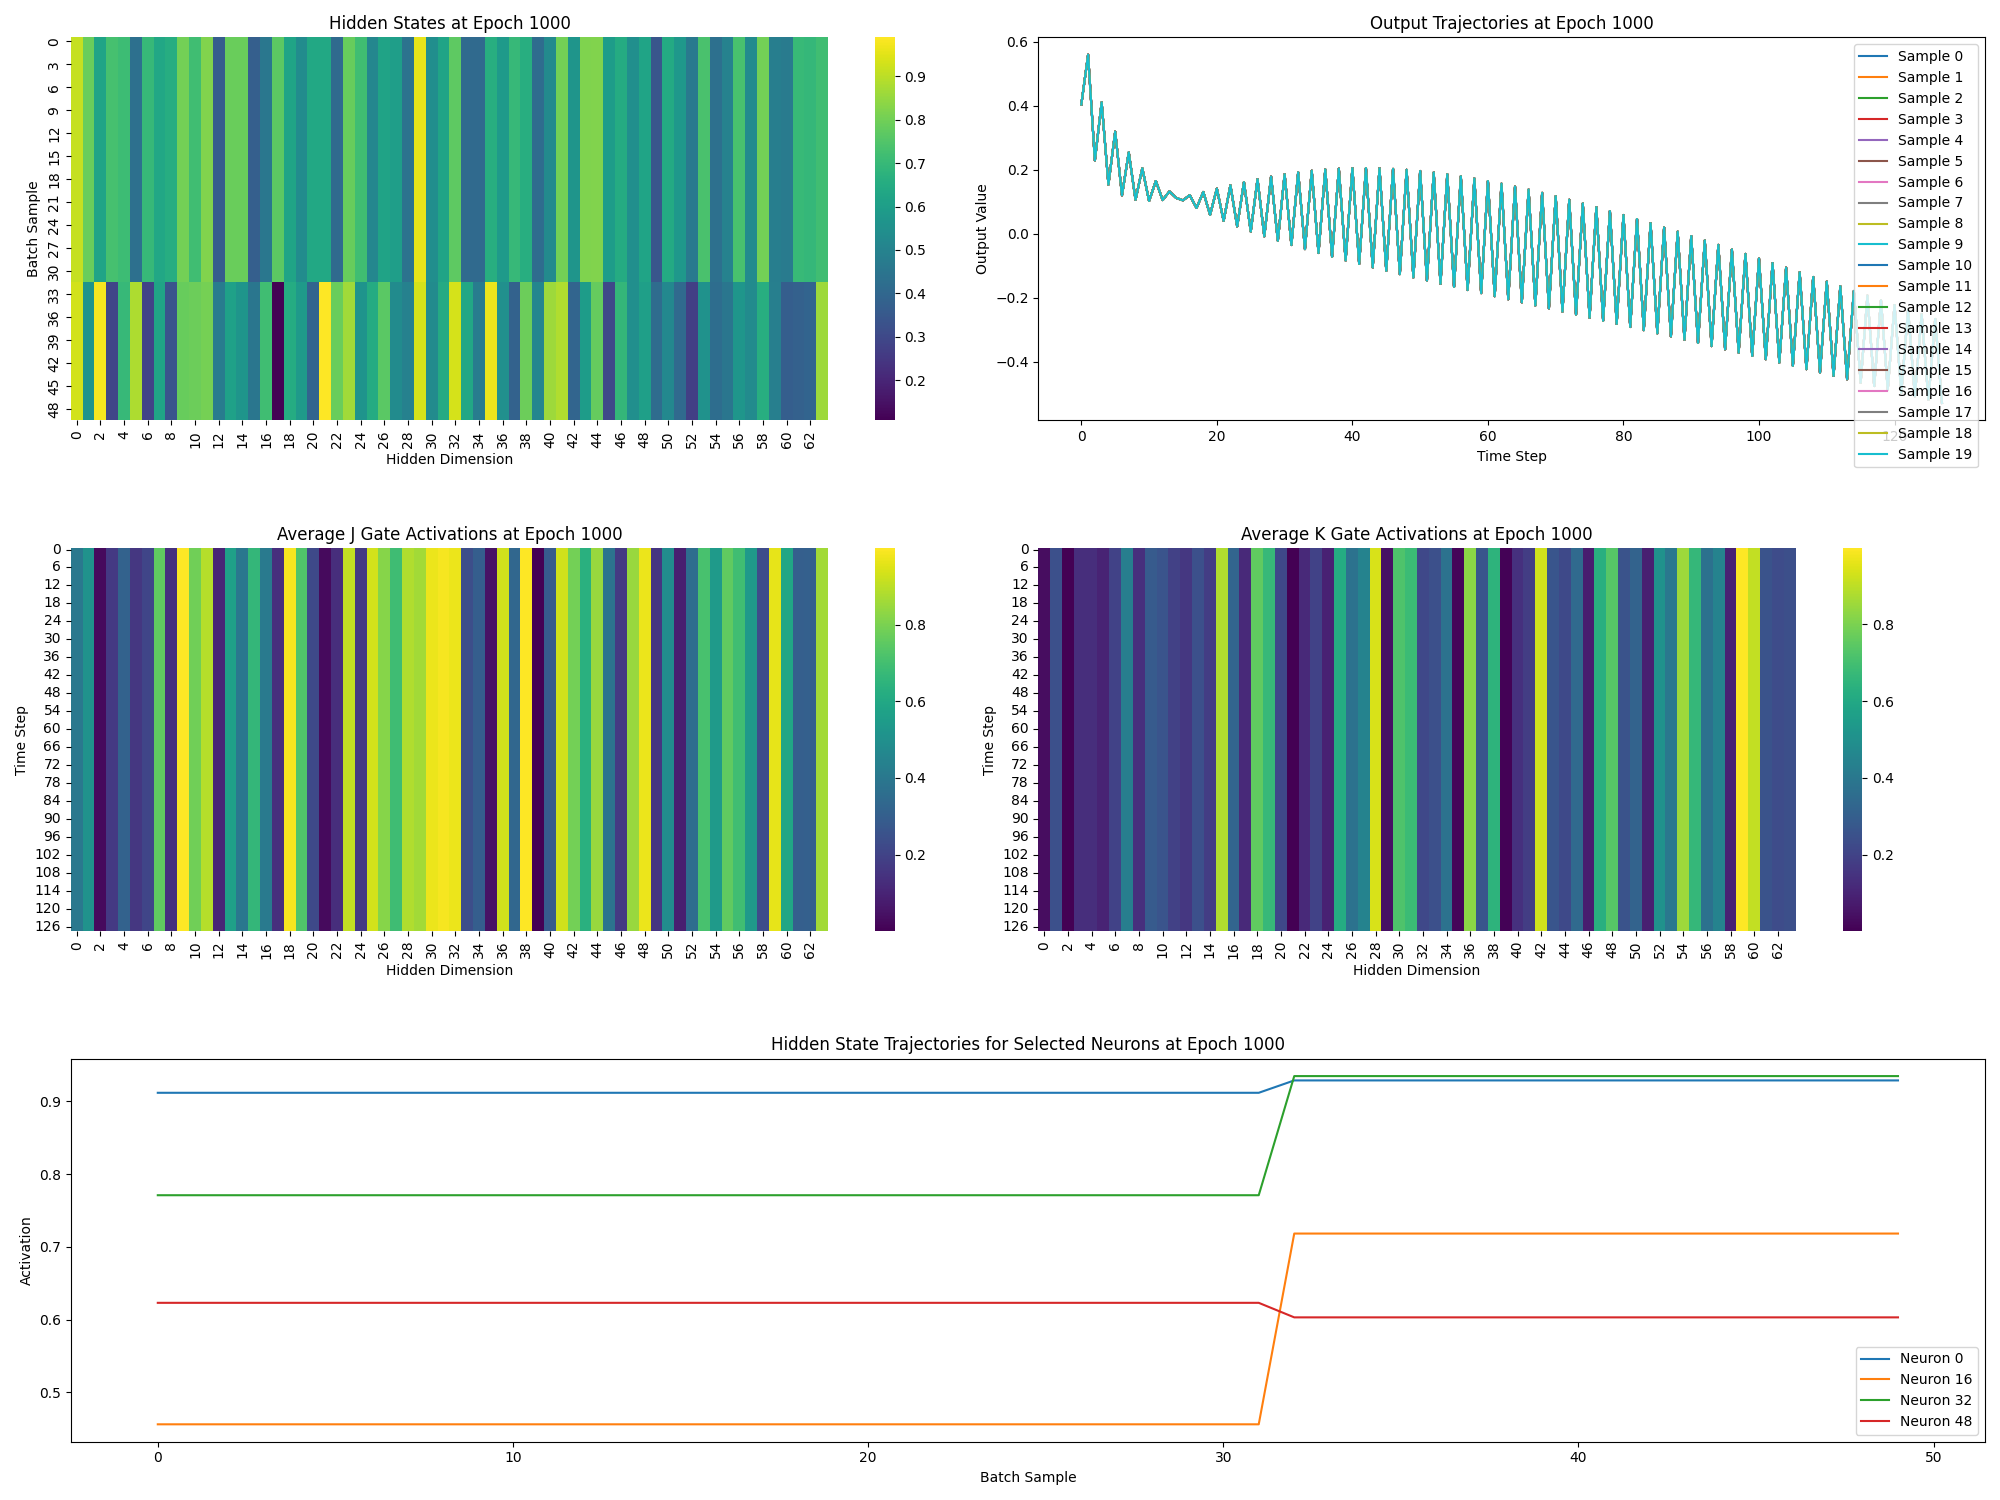 Hidden States at Epoch 1000
Batch Sample
0
3
6
9
12
15
18
21
24
27
30
33
36
39
42
45
48
0 2 4 6 8 10 12 14 16 18 20 22 24 26 28 30 32 34 36 38 40 42 44 46 48 50 52 54 56 58 60 62
Hidden Dimension
0.9
0.8
0.7
0.6
0.5
0.4
0.3
0.2
Output Trajectories at Epoch 1000
Output Value
0.6
0.4
0.2
0.0
−0.2
−0.4
0 20 40 60 80 100 120
Time Step
Sample 0
Sample 1
Sample 2
Sample 3
Sample 4
Sample 5
Sample 6
Sample 7
Sample 8
Sample 9
Sample 10
Sample 11
Sample 12
Sample 13
Sample 14
Sample 15
Sample 16
Sample 17
Sample 18
Sample 19
Average J Gate Activations at Epoch 1000
Time Step
0
6
12
18
24
30
36
42
48
54
60
66
72
78
84
90
96
102
108
114
120
126
0 2 4 6 8 10 12 14 16 18 20 22 24 26 28 30 32 34 36 38 40 42 44 46 48 50 52 54 56 58 60 62
Hidden Dimension
0.8
0.6
0.4
0.2
Average K Gate Activations at Epoch 1000
Time Step
0
6
12
18
24
30
36
42
48
54
60
66
72
78
84
90
96
102
108
114
120
126
0 2 4 6 8 10 12 14 16 18 20 22 24 26 28 30 32 34 36 38 40 42 44 46 48 50 52 54 56 58 60 62
Hidden Dimension
0.8
0.6
0.4
0.2
Hidden State Trajectories for Selected Neurons at Epoch 1000
Activation
0.9
0.8
0.7
0.6
0.5
0 10 20 30 40 50
Batch Sample
Neuron 0
Neuron 16
Neuron 32
Neuron 48